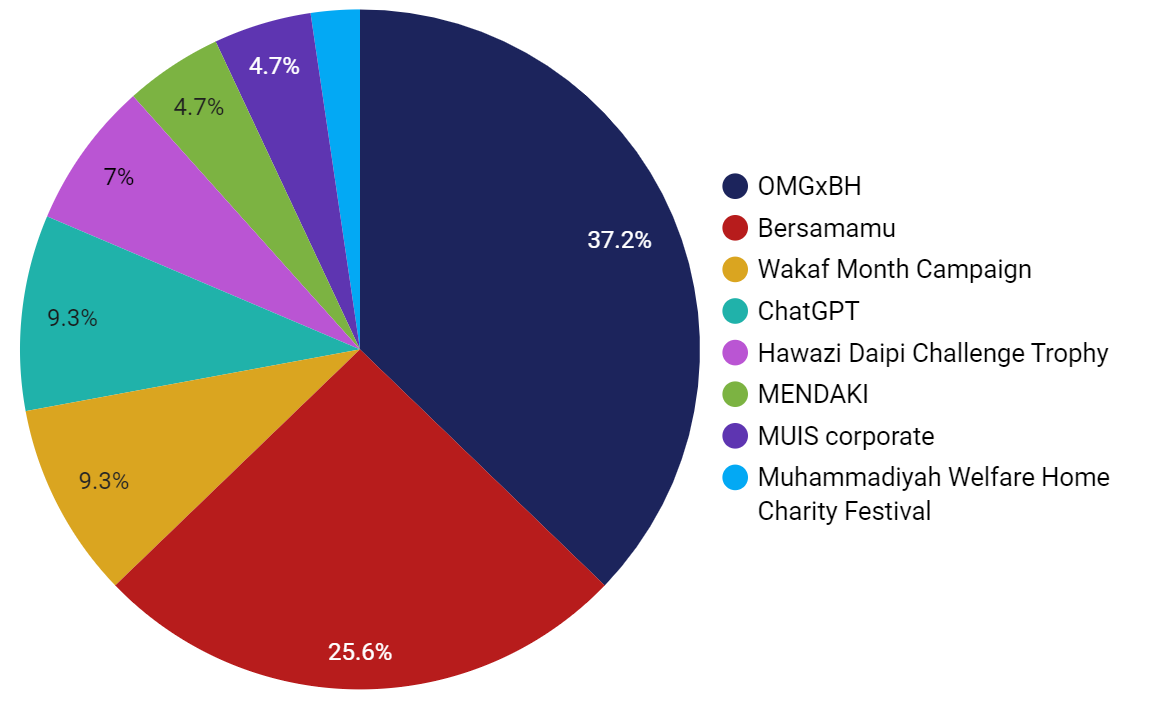 4.7%
4.7%
7%
37.2%
9.3%
9.3%
25.6%
OMGxBH
Bersamamu
Wakaf Month Campaign
ChatGPT
Hawazi Daipi Challenge Trophy
MENDAKI
MUIS corporate
Muhammadiyah Welfare Home
Charity Festival